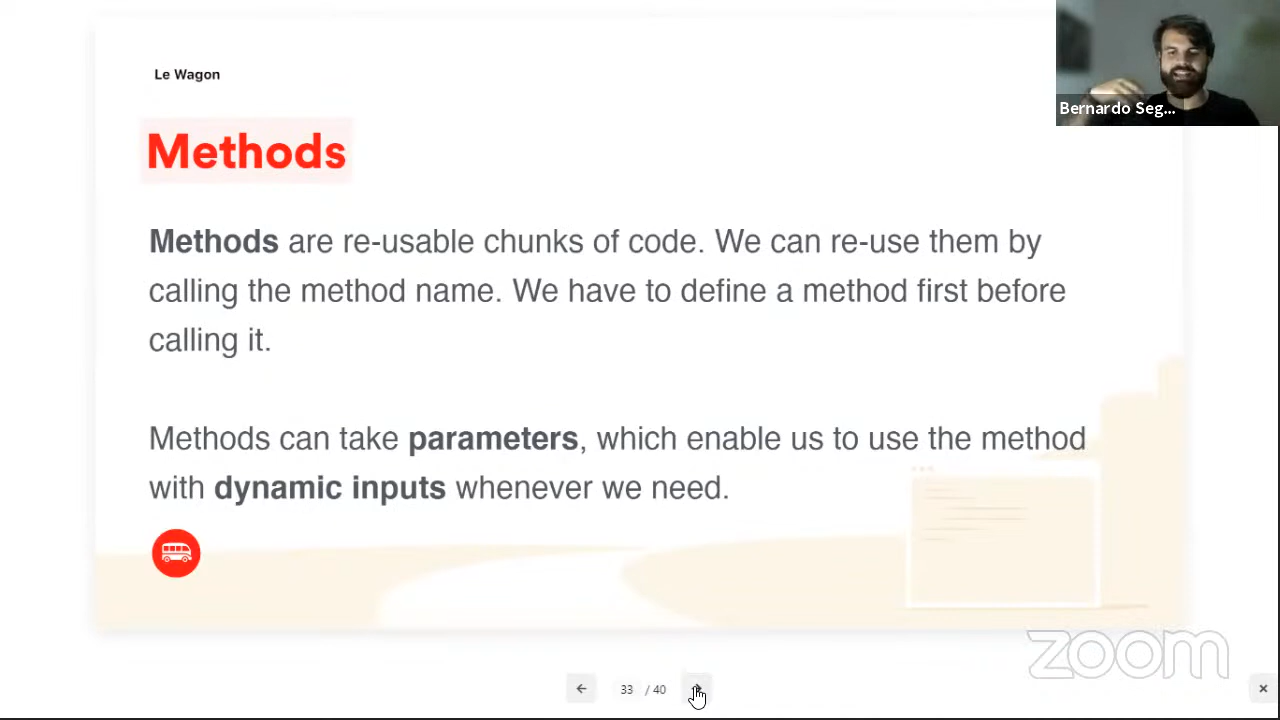 Le Wagon
Bernardo Seg...
Methods
Methods are re-usable chunks of code. We can re-use them by
calling the method name. We have to define a method first before
calling it.
Methods can take parameters, which enable us to use the method
with dynamic inputs whenever we need.
zoom
33 / 40